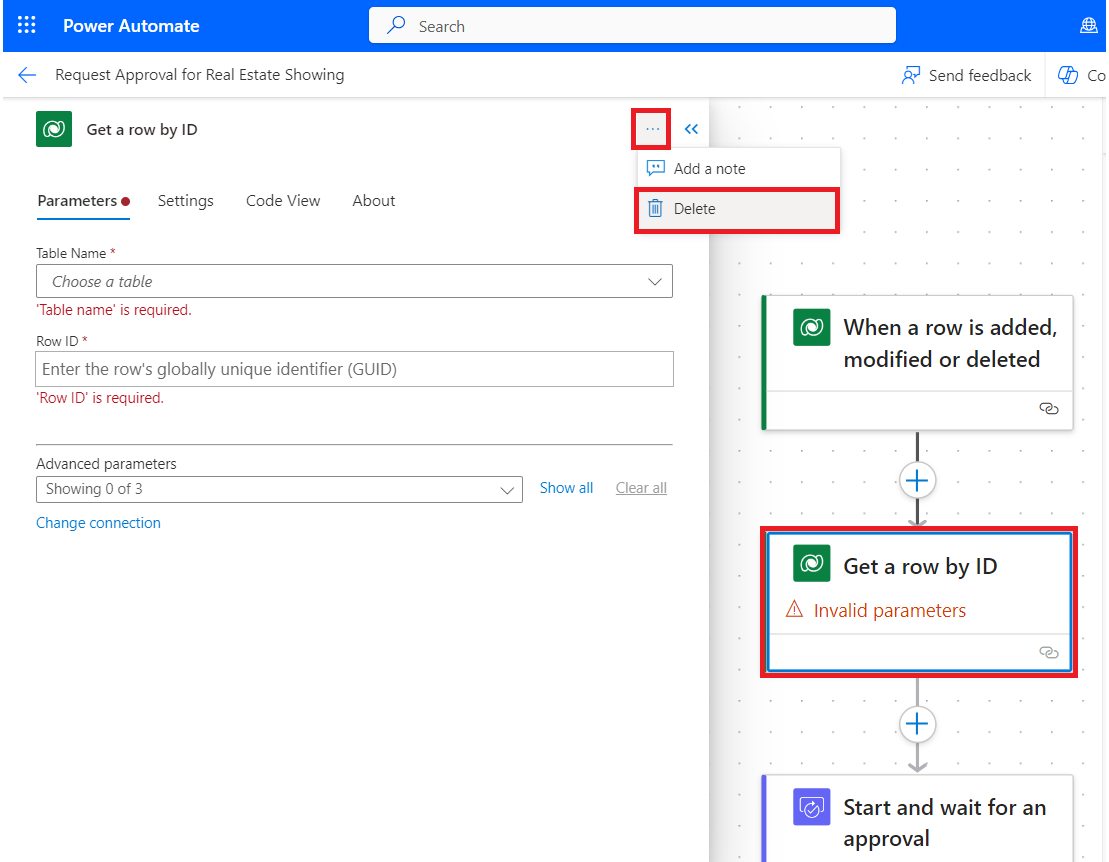 Power Automate
Search
Request Approval for Real Estate Showing
Send feedback
Co
Get a row by ID
Add a note
Delete
Parameters
Settings
Code View
About
Table Name *
Choose a table
'Table name' is required.
Row ID *
Enter the row's globally unique identifier (GUID)
'Row ID' is required.
Advanced parameters
Showing 0 of 3
Show all
Clear all
Change connection
When a row is added,
modified or deleted
Get a row by ID
Invalid parameters
Start and wait for an
approval